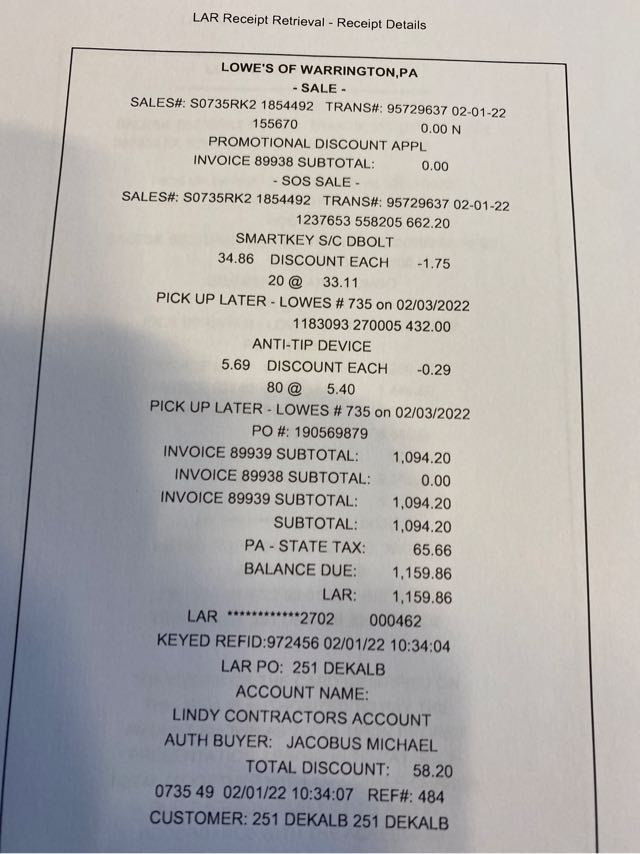 LAR Receipt Retrieval - Receipt Details
LOWE'S OF WARRINGTON,PA
- SALE -
SALES#: S0735RK2 1854492 TRANS#: 95729637 02-01-22
155670 0.00 N
PROMOTIONAL DISCOUNT APPL
INVOICE 89938 SUBTOTAL: 0.00
- SOS SALE -
SALES#: S0735RK2 1854492 TRANS#: 95729637 02-01-22
1237653 558205 662.20
SMARTKEY S/C DBOLT
34.86 DISCOUNT EACH -1.75
20 @ 33.11
PICK UP LATER - LOWES # 735 on 02/03/2022
1183093 270005 432.00
ANTI-TIP DEVICE
5.69 DISCOUNT EACH -0.29
80 @ 5.40
PICK UP LATER - LOWES # 735 on 02/03/2022
PO #: 190569879
INVOICE 89939 SUBTOTAL: 1,094.20
INVOICE 89938 SUBTOTAL: 0.00
INVOICE 89939 SUBTOTAL: 1,094.20
SUBTOTAL: 1,094.20
PA - STATE TAX: 65.66
BALANCE DUE: 1,159.86
LAR: 1,159.86
LAR ************2702 000462
KEYED REFID:972456 02/01/22 10:34:04
LAR PO: 251 DEKALB
ACCOUNT NAME:
LINDY CONTRACTORS ACCOUNT
AUTH BUYER: JACOBUS MICHAEL
TOTAL DISCOUNT: 58.20
0735 49 02/01/22 10:34:07 REF#: 484
CUSTOMER: 251 DEKALB 251 DEKALB